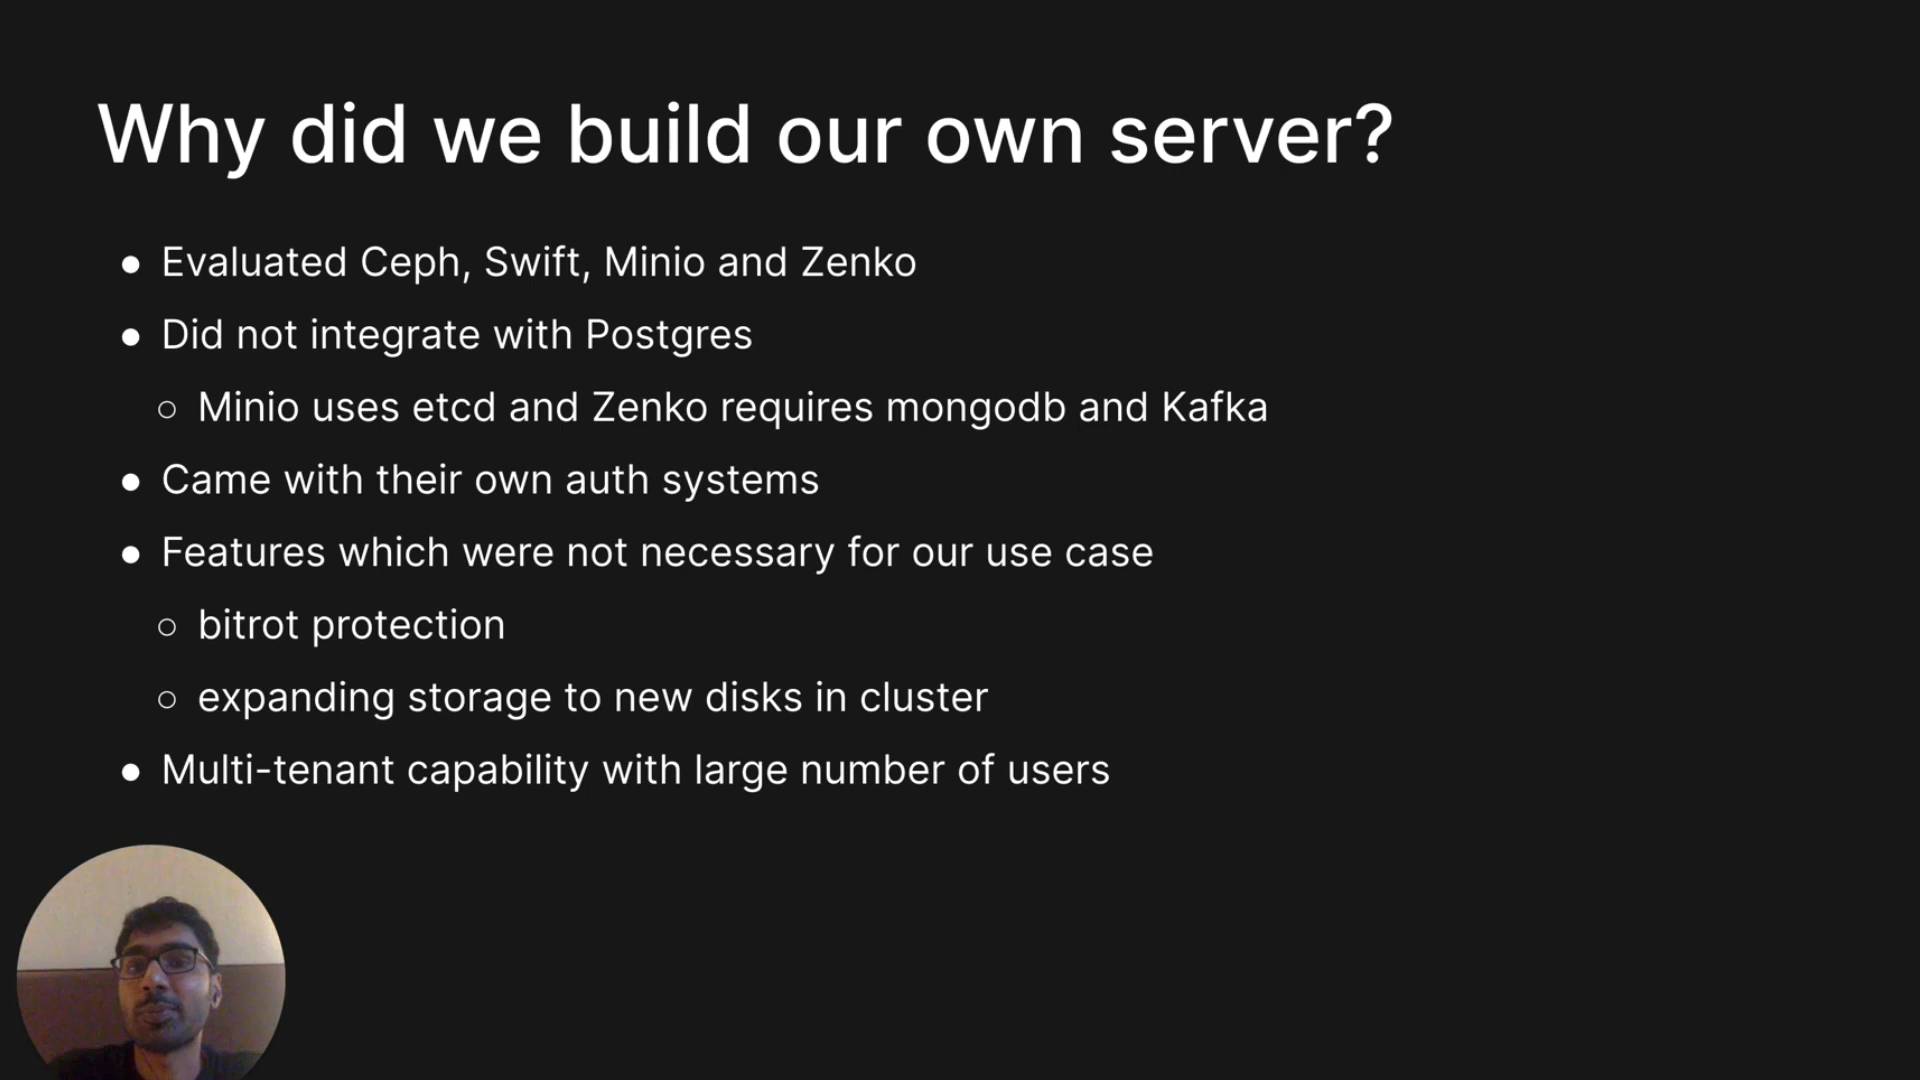 Why did we build our own server?
● Evaluated Ceph, Swift, Minio and Zenko
● Did not integrate with Postgres
○ Minio uses etcd and Zenko requires mongodb and Kafka
● Came with their own auth systems
● Features which were not necessary for our use case
○ bitrot protection
○ expanding storage to new disks in cluster
● Multi-tenant capability with large number of users